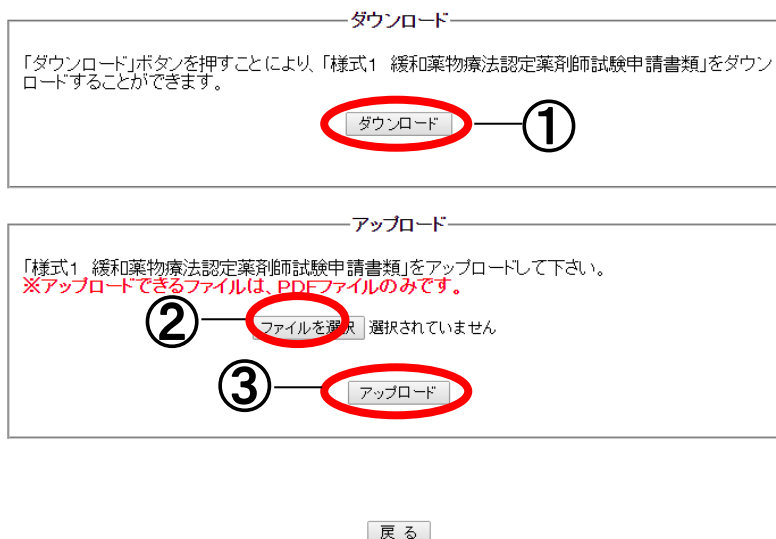 ダウンロード
「ダウンロード」ボタンを押すことにより、「様式1 緩和薬物療法認定薬剤師試験申請書類」をダウン
ロードすることができます。
ダウンロード ①
アップロード
「様式1 緩和薬物療法認定薬剤師試験申請書類」をアップロードして下さい。
※アップロードできるファイルは、PDFファイルのみです。
② ファイルを選択 選択されていません
③ アップロード
戻る